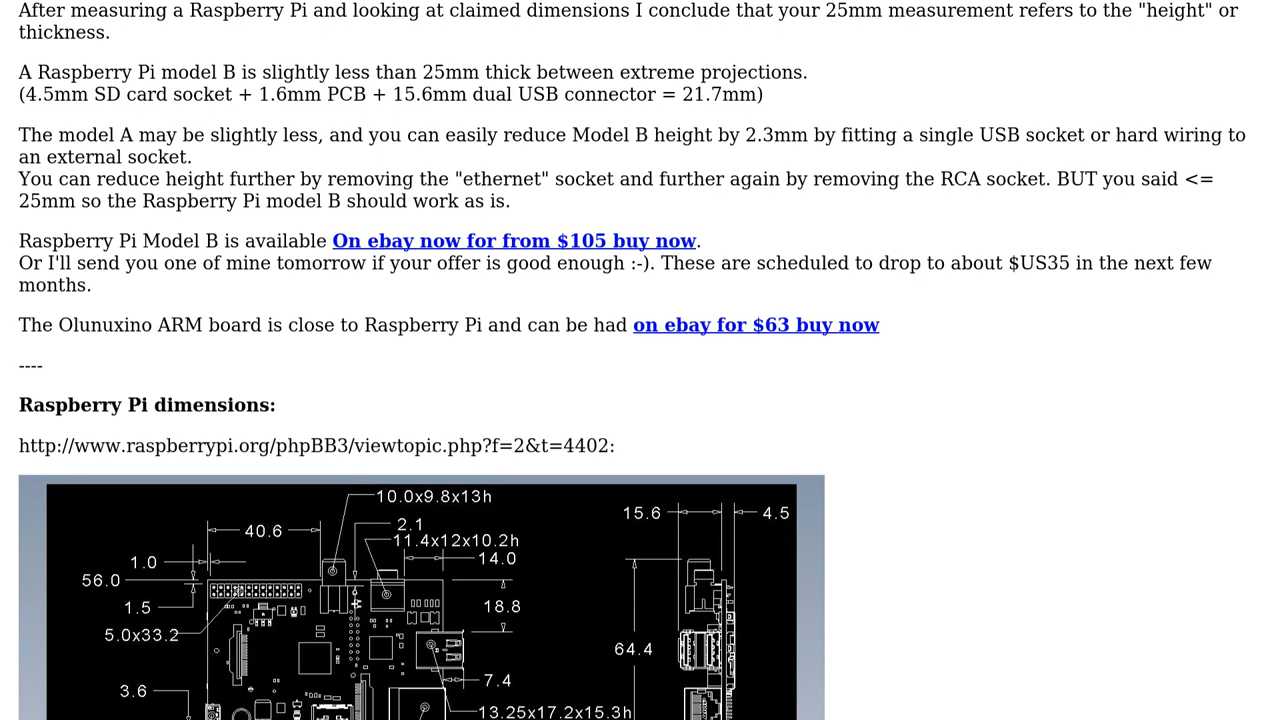 After measuring a Raspberry Pi and looking at claimed dimensions I conclude that your 25mm measurement refers to the "height" or
thickness.
A Raspberry Pi model B is slightly less than 25mm thick between extreme projections.
(4.5mm SD card socket + 1.6mm PCB + 15.6mm dual USB connector = 21.7mm)
The model A may be slightly less, and you can easily reduce Model B height by 2.3mm by fitting a single USB socket or hard wiring to
an external socket.
You can reduce height further by removing the "ethernet" socket and further again by removing the RCA socket. BUT you said <=
25mm so the Raspberry Pi model B should work as is.
Raspberry Pi Model B is available On ebay now for from $105 buy now.
Or I'll send you one of mine tomorrow if your offer is good enough :-). These are scheduled to drop to about $US35 in the next few
months.
The Olunuxino ARM board is close to Raspberry Pi and can be had on ebay for $63 buy now
----
Raspberry Pi dimensions:
http://www.raspberrypi.org/phpBB3/viewtopic.php?f=2&t=4402:
10.0x9.8x13h
15.6
4.5
40.6
2.1
11.4x12x10.2h
14.0
1.0
56.0
1.5
18.8
5.0x33.2
64.4
7.4
3.6
13.25x17.2x15.3h